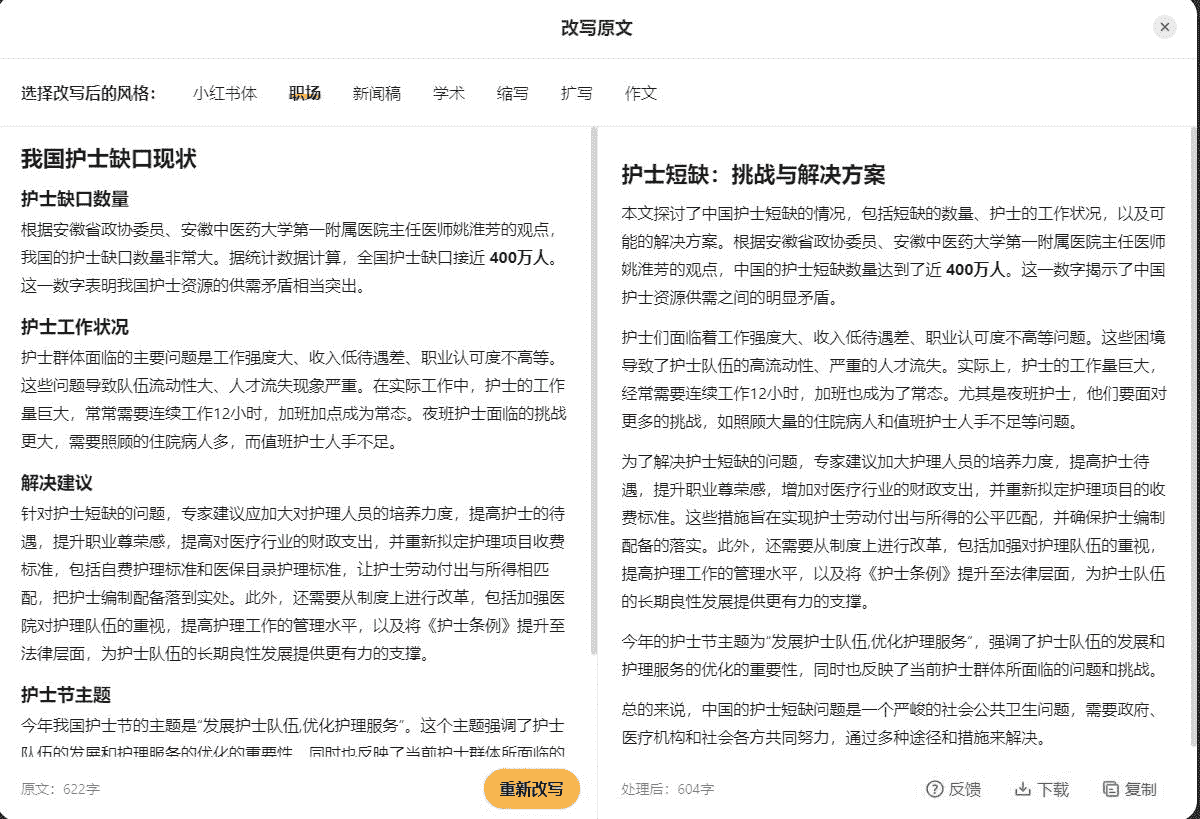 改写原文
选择改写后的风格： 小红书体 职场 新闻稿 学术 缩写 扩写 作文
我国护士缺口现状
护士缺口数量
根据安徽省政协委员、安徽中医药大学第一附属医院主任医师姚淮芳的观点，
我国的护士缺口数量非常大。据统计数据计算，全国护士缺口接近 400万人。
这一数字表明我国护士资源的供需矛盾相当突出。
护士工作状况
护士群体面临的主要问题是工作强度大、收入低待遇差、职业认可度不高等。
这些问题导致队伍流动性大、人才流失现象严重。在实际工作中，护士的工作
量巨大，常常需要连续工作12小时，加班加点成为常态。夜班护士面临的挑战
更大，需要照顾的住院病人多，而值班护士人手不足。
解决建议
针对护士短缺的问题，专家建议应加大对护理人员的培养力度，提高护士的待
遇，提升职业尊荣感，提高对医疗行业的财政支出，并重新拟定护理项目收费
标准，包括自费护理标准和医保目录护理标准，让护士劳动付出与所得相匹
配，把护士编制配备落到实处。此外，还需要从制度上进行改革，包括加强医
院对护理队伍的重视，提高护理工作的管理水平，以及将《护士条例》提升至
法律层面，为护士队伍的长期良性发展提供更有力的支撑。
护士节主题
今年我国护士节的主题是“发展护士队伍,优化护理服务”。这个主题强调了护士
队伍的发展和护理服务的优化的重要性，同时也反映了当前护士群体所面临的
原文：622字
重新改写
护士短缺：挑战与解决方案
本文探讨了中国护士短缺的情况，包括短缺的数量、护士的工作状况，以及可
能的解决方案。根据安徽省政协委员、安徽中医药大学第一附属医院主任医师
姚淮芳的观点，中国的护士短缺数量达到了近 400万人。这一数字揭示了中国
护士资源供需之间的明显矛盾。
护士们面临着工作强度大、收入低待遇差、职业认可度不高等问题。这些困境
导致了护士队伍的高流动性、严重的人才流失。实际上，护士的工作量巨大，
经常需要连续工作12小时，加班也成为了常态。尤其是夜班护士，他们要面对
更多的挑战，如照顾大量的住院病人和值班护士人手不足等问题。
为了解决护士短缺的问题，专家建议加大护理人员的培养力度，提高护士待
遇，提升职业尊荣感，增加对医疗行业的财政支出，并重新拟定护理项目的收
费标准。这些措施旨在实现护士劳动付出与所得的公平匹配，并确保护士编制
配备的落实。此外，还需要从制度上进行改革，包括加强对护理队伍的重视，
提高护理工作的管理水平，以及将《护士条例》提升至法律层面，为护士队伍
的长期良性发展提供更有力的支撑。
今年的护士节主题为“发展护士队伍,优化护理服务”，强调了护士队伍的发展和
护理服务的优化的重要性，同时也反映了当前护士群体所面临的问题和挑战。
总的来说，中国的护士短缺问题是一个严峻的社会公共卫生问题，需要政府、
医疗机构和社会各方共同努力，通过多种途径和措施来解决。
处理后：604字
反馈 下载 复制